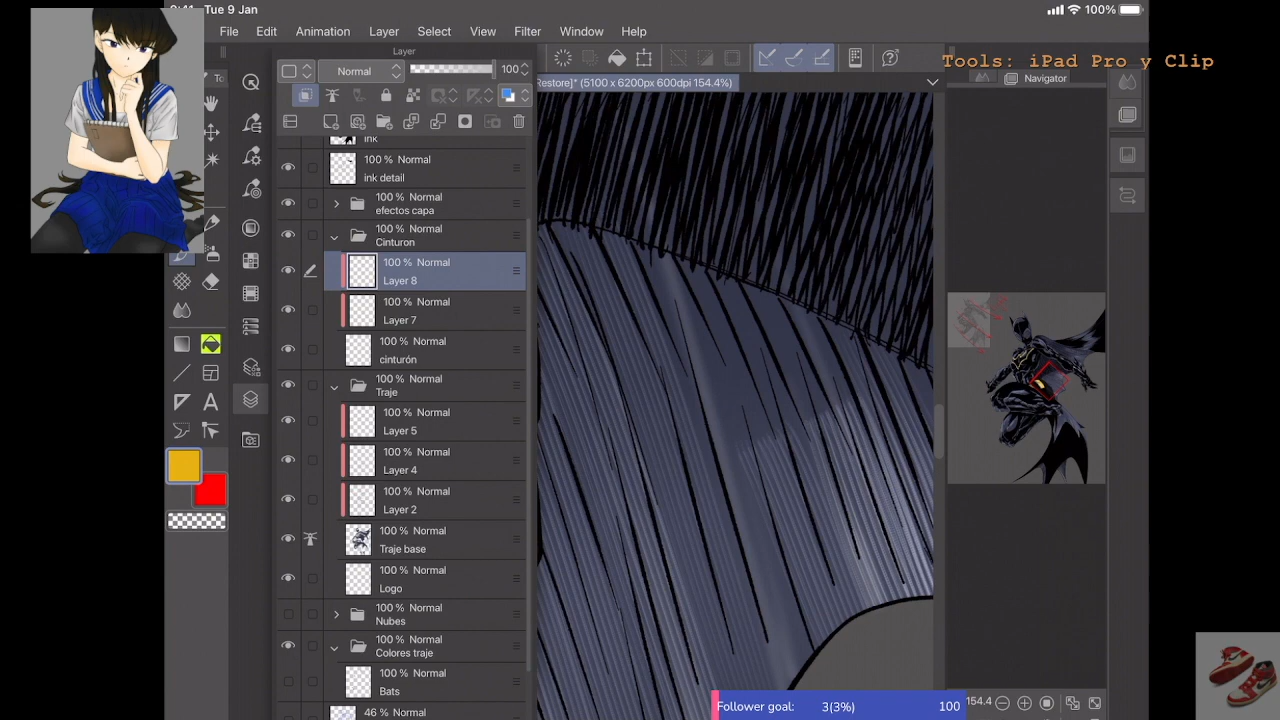 Tue 9 Jan
100%
File Edit Animation Layer Select View Filter Window Help
Layer
Normal 100
Restore]* (5100 x 6200px 600dpi 154.4%)
Tools: iPad Pro y Clip
Navigator
ink
100 % Normal
ink detail
100 % Normal
efectos capa
100 % Normal
Cinturon
100 % Normal
Layer 8
100 % Normal
Layer 7
100 % Normal
cinturón
100 % Normal
Traje
100 % Normal
Layer 5
100 % Normal
Layer 4
100 % Normal
Layer 2
100 % Normal
Traje base
100 % Normal
Logo
100 % Normal
Nubes
100 % Normal
Colores traje
100 % Normal
Bats
46 % Normal
154.4
Follower goal: 3(3%) 100